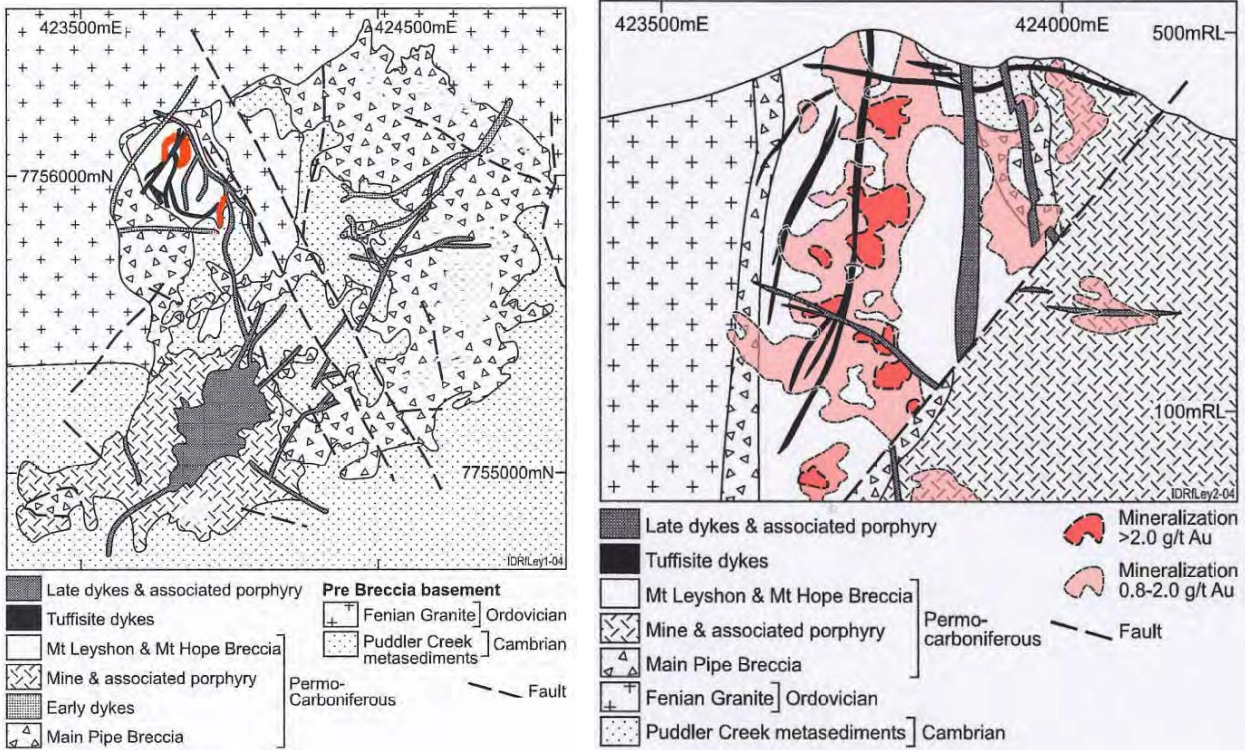 423500mE
424500mE
7756000mN
7755000mN
IDRfLey1-04
Late dykes & associated porphyry
Tuffisite dykes
Mt Leyshon & Mt Hope Breccia
Mine & associated porphyry
Early dykes
Main Pipe Breccia
Permo-
Carboniferous
Pre Breccia basement
Fenian Granite
Ordovician
Puddler Creek
metasediments
Cambrian
Fault
423500mE
424000mE
500mRL
100mRL
IDRfLey2-04
Late dykes & associated porphyry
Tuffisite dykes
Mt Leyshon & Mt Hope Breccia
Mine & associated porphyry
Main Pipe Breccia
Permo-
carboniferous
Fenian Granite
Ordovician
Puddler Creek metasediments
Cambrian
Mineralization
>2.0 g/t Au
Mineralization
0.8-2.0 g/t Au
Fault